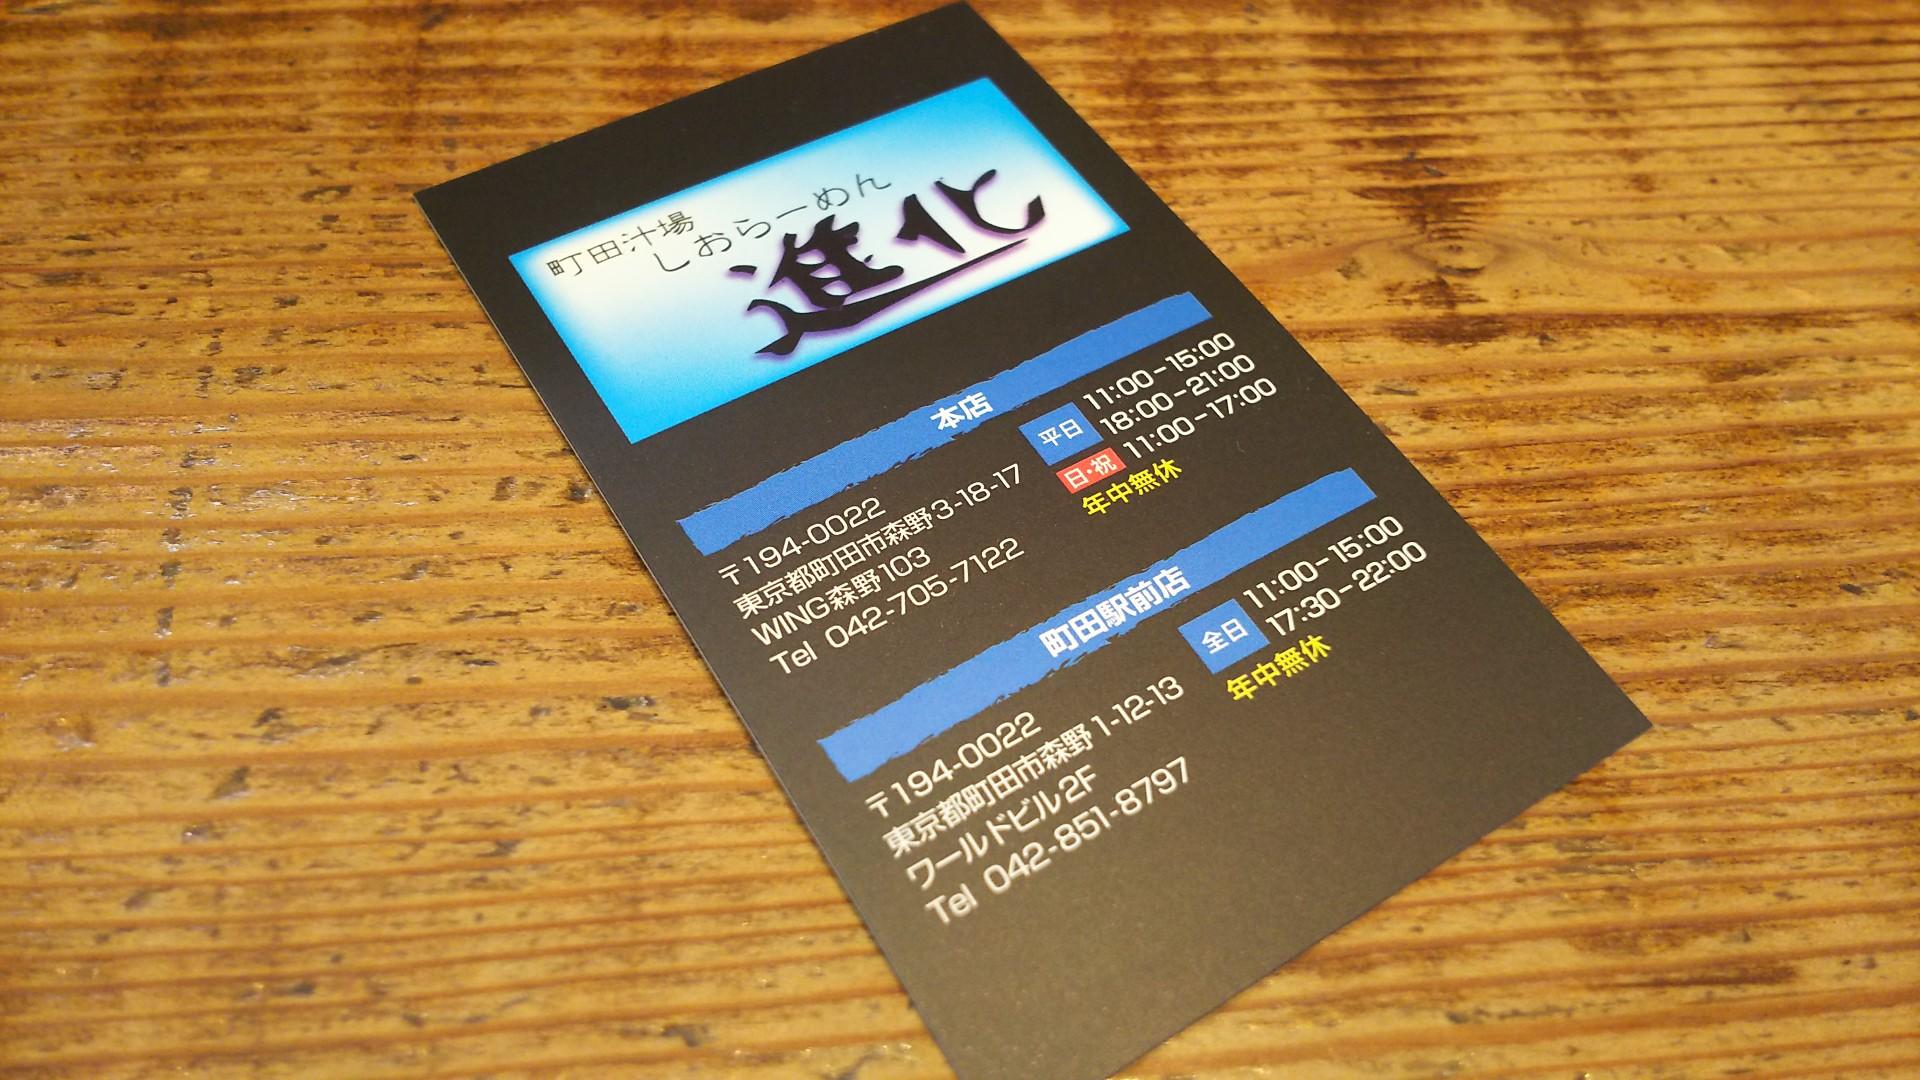 町田汁場
しおらーめん
進化
本店
〒194-0022
東京都町田市森野3-18-17
WING森野103
Tel 042-705-7122
平日 11:00-15:00
18:00-21:00
日・祝 11:00-17:00
年中無休
町田駅前店
〒194-0022
東京都町田市森野1-12-13
ワールドビル2F
Tel 042-851-8797
全日 11:00-15:00
17:30-22:00
年中無休